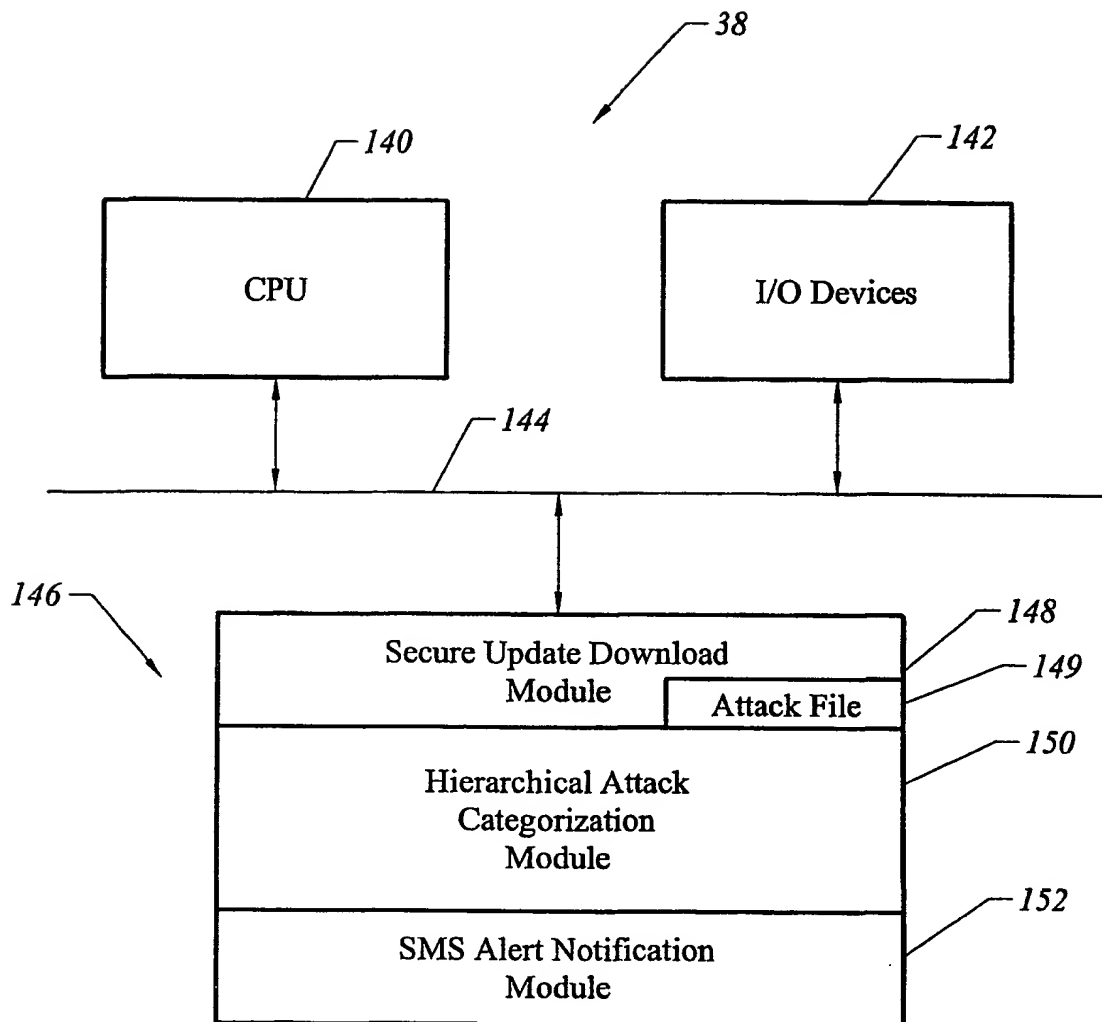 38
140
142
CPU
I/O Devices
144
146
148
Secure Update Download
Module
149
Attack File
150
Hierarchical Attack
Categorization
Module
152
SMS Alert Notification
Module